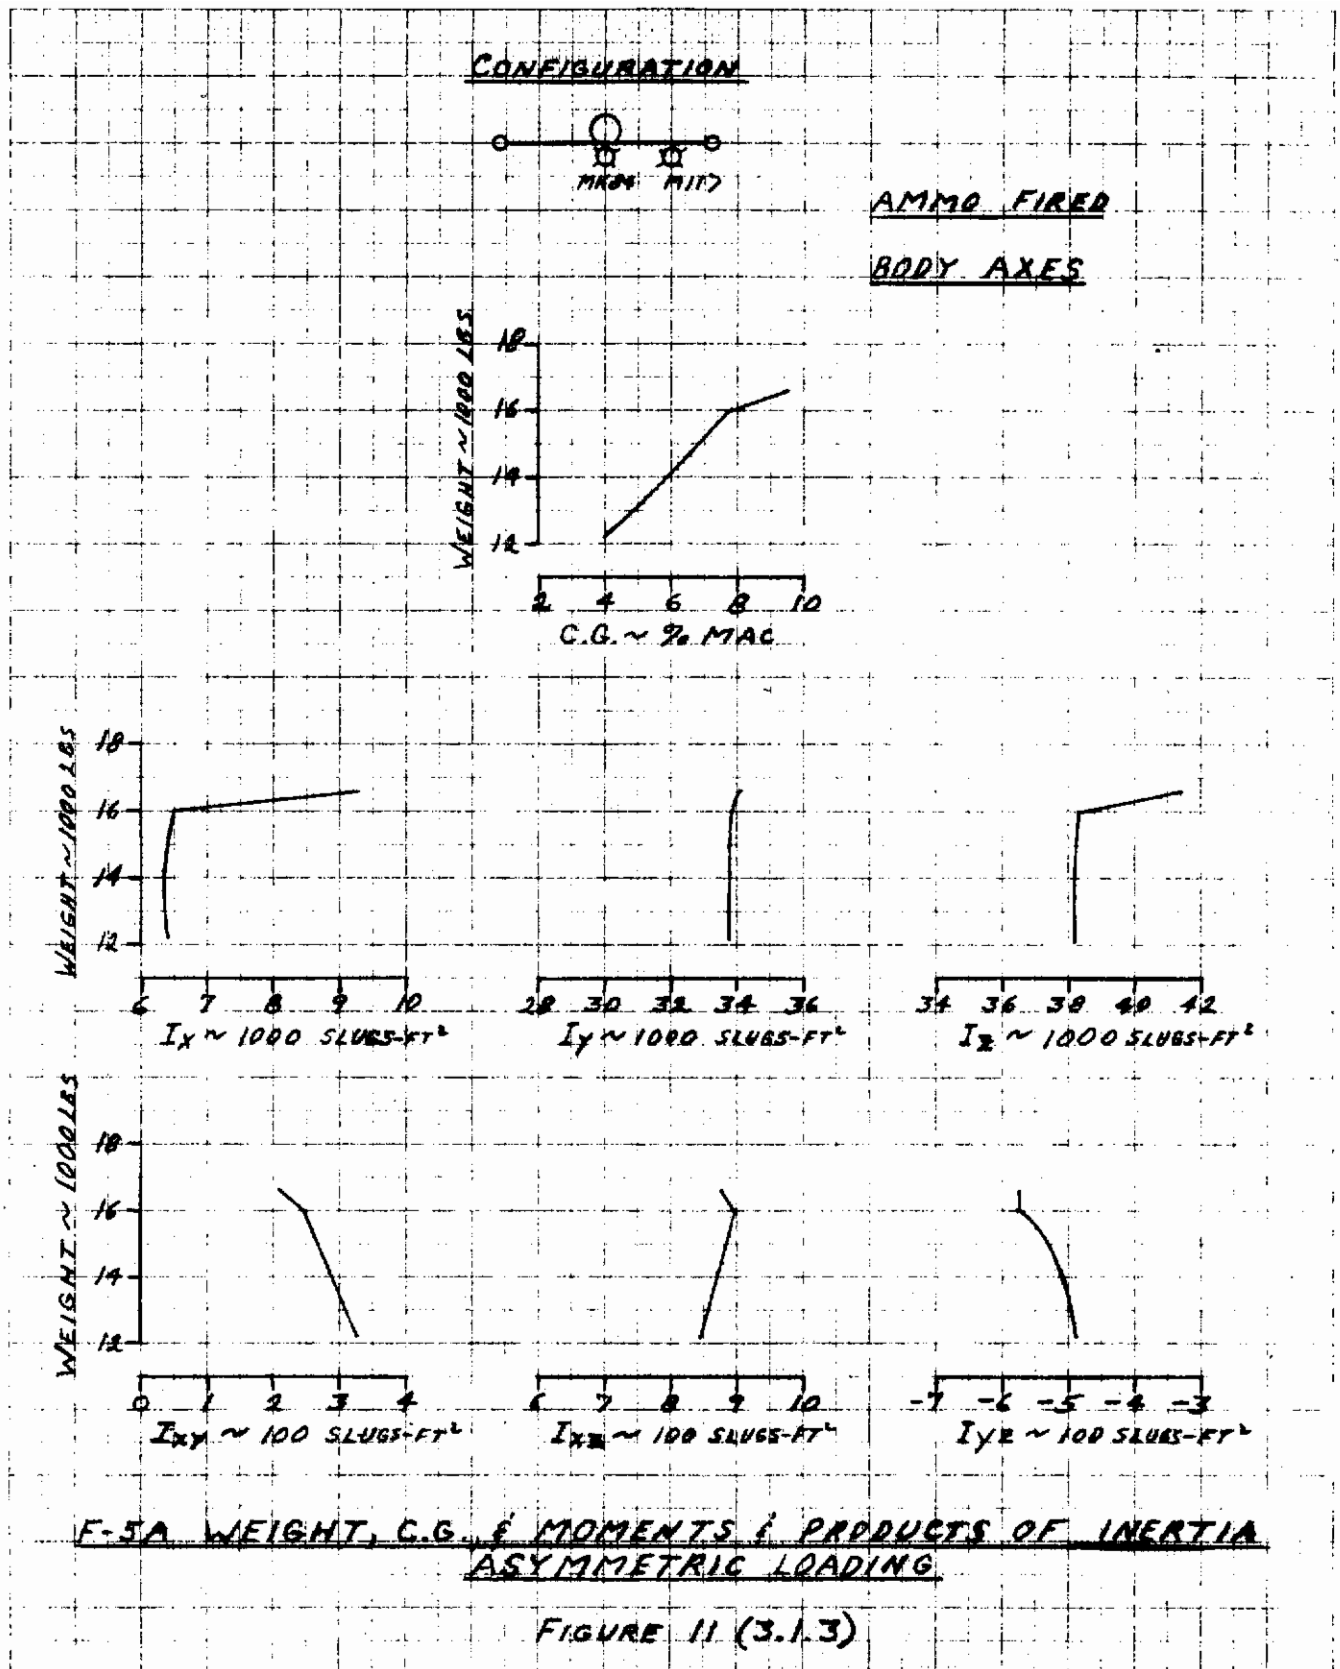 CONFIGURATION
MK84 M117
AMMO FIRED
BODY AXES
WEIGHT ~ 1000 LBS
18
16
14
12
2 4 6 8 10
C.G. ~ % MAC
WEIGHT ~ 1000 LBS
18
16
14
12
6 7 8 9 10
28 30 32 34 36
34 36 38 40 42
IX ~ 1000 SLUGS-FT²
IY ~ 1000 SLUGS-FT²
IZ ~ 1000 SLUGS-FT²
WEIGHT ~ 1000 LBS
18
16
14
12
0 1 2 3 4
6 7 8 9 10
-7 -6 -5 -4 -3
IXY ~ 100 SLUGS-FT²
IXZ ~ 100 SLUGS-FT²
IYZ ~ 100 SLUGS-FT²
F-5A WEIGHT, C.G., & MOMENTS & PRODUCTS OF INERTIA
ASYMMETRIC LOADING
FIGURE 11 (3.1.3)